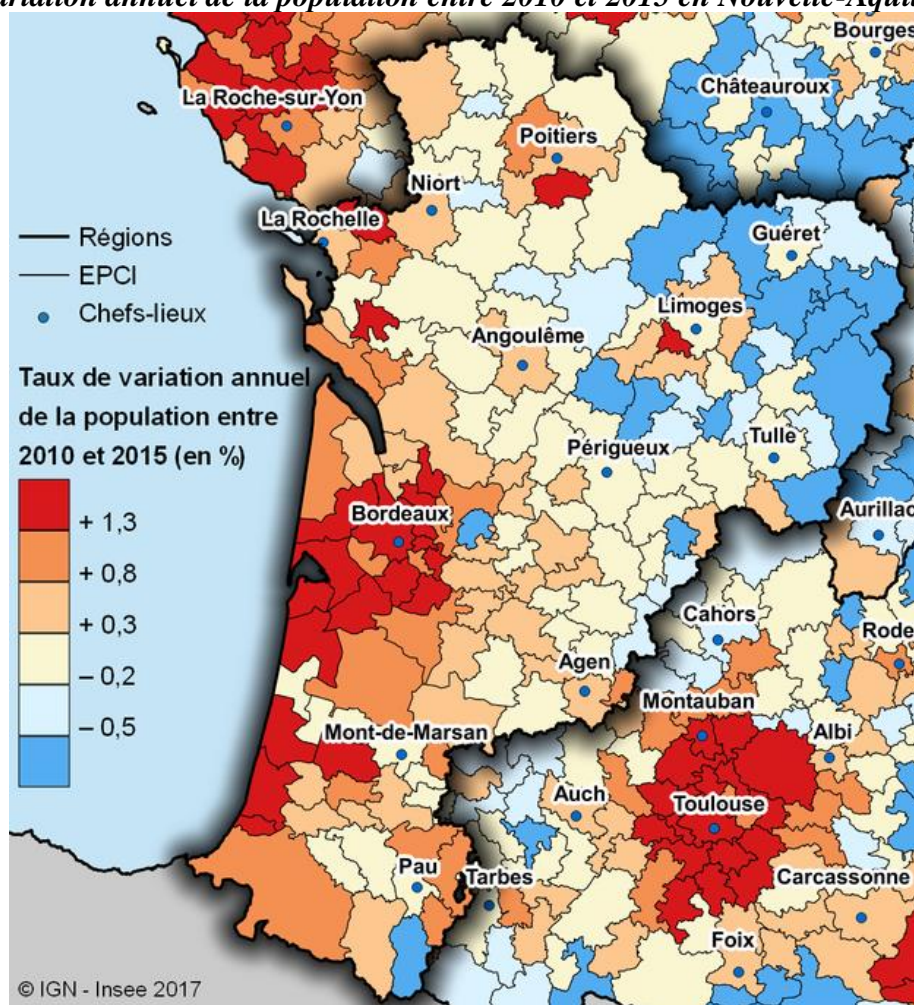 ariation annuel de la population entre 2010 et 2015 en Nouvelle-Aqui
Bourges
La Roche-sur-Yon
Châteauroux
Poitiers
Niort
La Rochelle
Guéret
Régions
EPCI
Chefs-lieux
Limoges
Angoulême
Taux de variation annuel
de la population entre
2010 et 2015 (en %)
Périgueux
Tulle
+ 1,3
+ 0,8
+ 0,3
– 0,2
– 0,5
Bordeaux
Aurillac
Cahors
Rode
Agen
Montauban
Mont-de-Marsan
Albi
Auch
Toulouse
Pau
Tarbes
Carcassonne
Foix
© IGN - Insee 2017